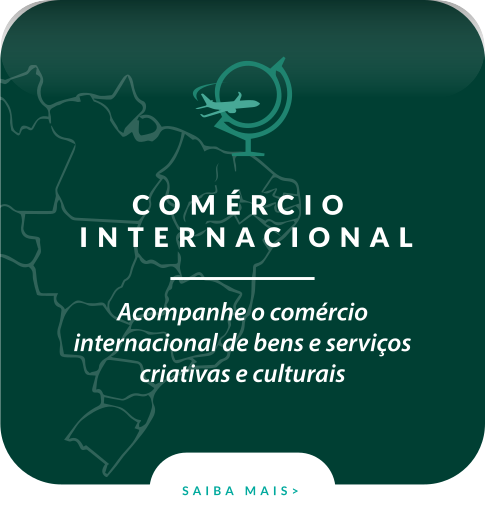 COMÉRCIO
INTERNACIONAL
Acompanhe o comércio
internacional de bens e serviços
criativas e culturais
SAIBA MAIS>